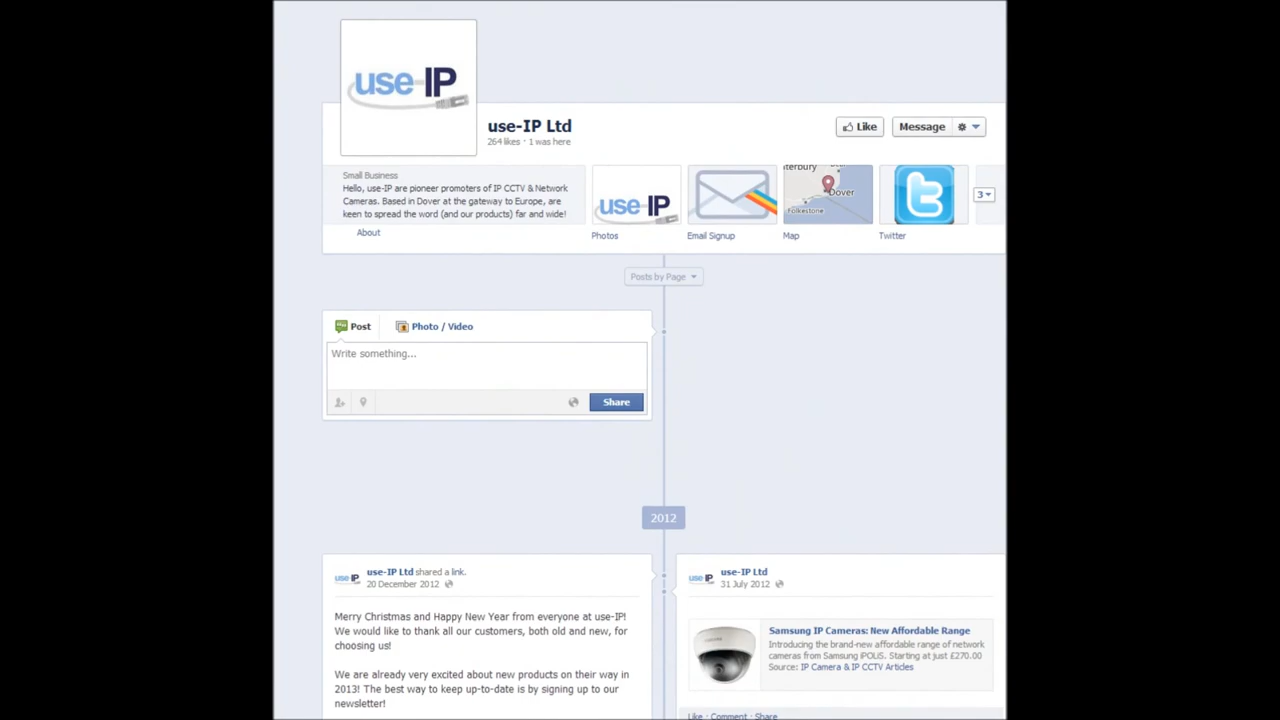 use-IP
use-IP Ltd
264 likes · 1 was here
Like
Message
Small Business
Hello, use-IP are pioneer promoters of IP CCTV & Network
Cameras. Based in Dover at the gateway to Europe, are
keen to spread the word (and our products) far and wide!
About
use IP
Photos
Email Signup
terbury
Dover
Folkestone
Map
Twitter
3
Posts by Page
Post
Photo / Video
Write something...
Share
2012
use-IP
use-IP Ltd shared a link.
20 December 2012
Merry Christmas and Happy New Year from everyone at use-IP!
We would like to thank all our customers, both old and new, for
choosing us!
We are already very excited about new products on their way in
2013! The best way to keep up-to-date is by signing up to our
newsletter!
use-IP
use-IP Ltd
31 July 2012
Samsung IP Cameras: New Affordable Range
Introducing the brand-new affordable range of network
cameras from Samsung iPOLiS. Starting at just £270.00
Source: IP Camera & IP CCTV Articles
Like · Comment · Share